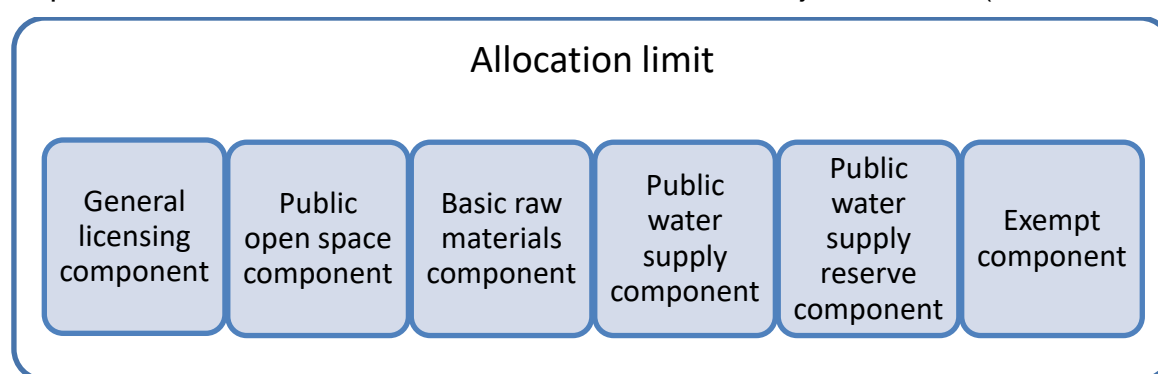 Allocation limit
General
licensing
component
Public
open space
component
Basic raw
materials
component
Public
water
supply
component
Public
water
supply
reserve
component
Exempt
component